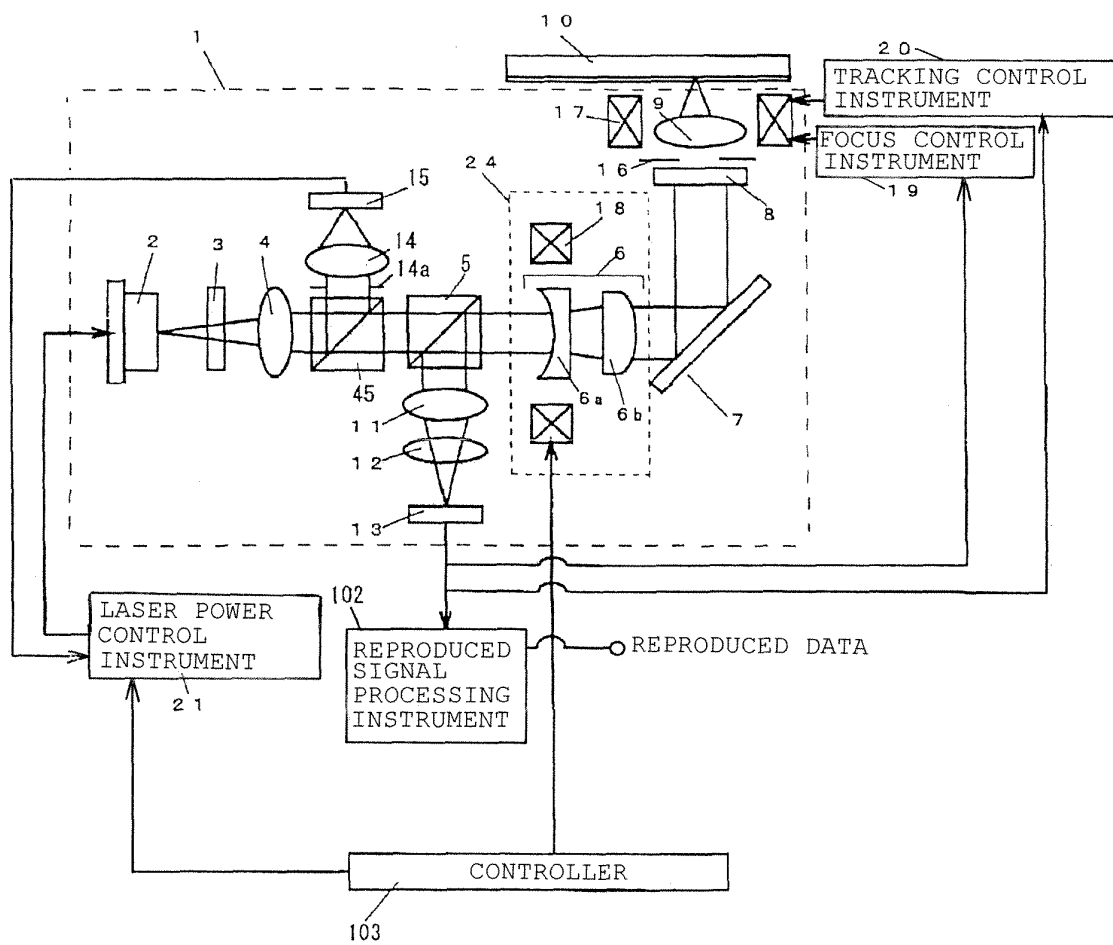 10
1
20
TRACKING CONTROL
INSTRUMENT
17
9
FOCUS CONTROL
INSTRUMENT
16
19
24
15
8
18
14
6
2
3
4
5
14a
6a
6b
45
7
11
12
13
102
LASER POWER
CONTROL
INSTRUMENT
REPRODUCED
SIGNAL
PROCESSING
INSTRUMENT
REPRODUCED DATA
21
CONTROLLER
103